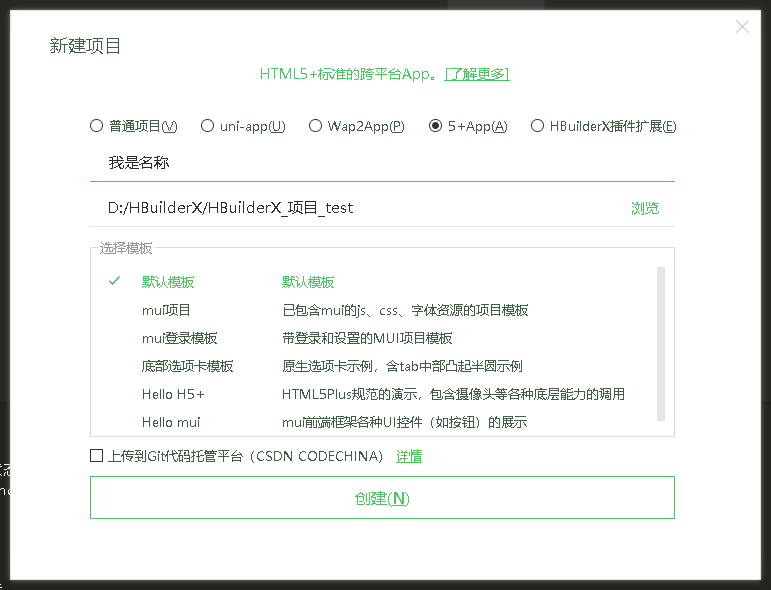 新建项目
HTML5+标准的跨平台App。[了解更多]
普通项目(V) uni-app(U) Wap2App(P) 5+App(A) HBuilderX插件扩展(E)
我是名称
D:/HBuilderX/HBuilderX_项目_test 浏览
选择模板
默认模板 默认模板
mui项目 已包含mui的js、css、字体资源的项目模板
mui登录模板 带登录和设置的MUI项目模板
底部选项卡模板 原生选项卡示例，含tab中部凸起半圆示例
Hello H5+ HTML5Plus规范的演示，包含摄像头等各种底层能力的调用
Hello mui mui前端框架各种UI控件（如按钮）的展示
上传到Git代码托管平台（CSDN CODECHINA） 详情
创建(N)